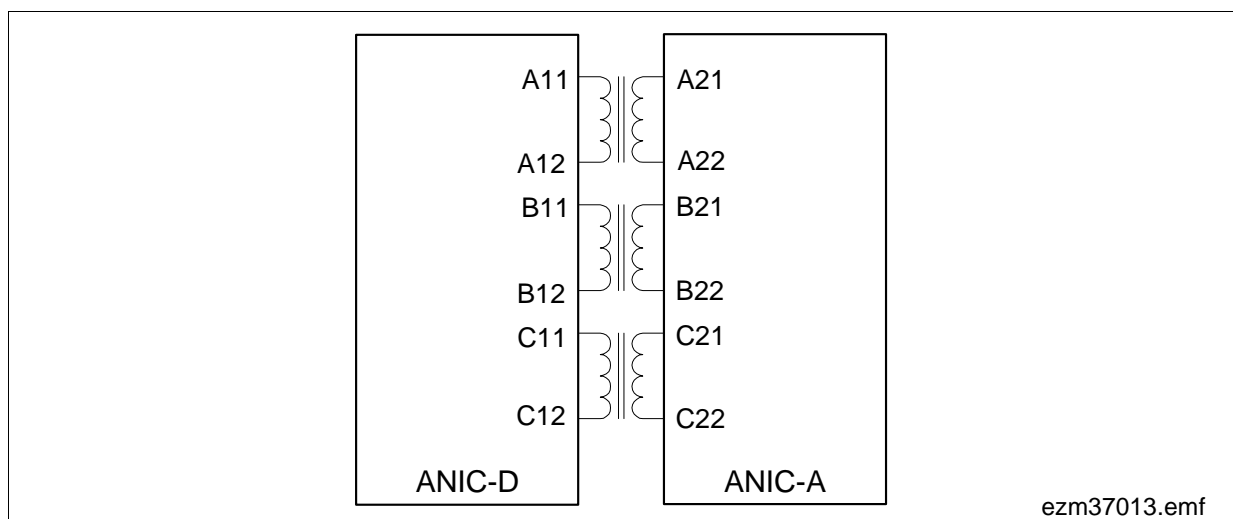 A11 A21
A12 A22
B11 B21
B12 B22
C11 C21
C12 C22
ANIC-D ANIC-A
ezm37013.emf